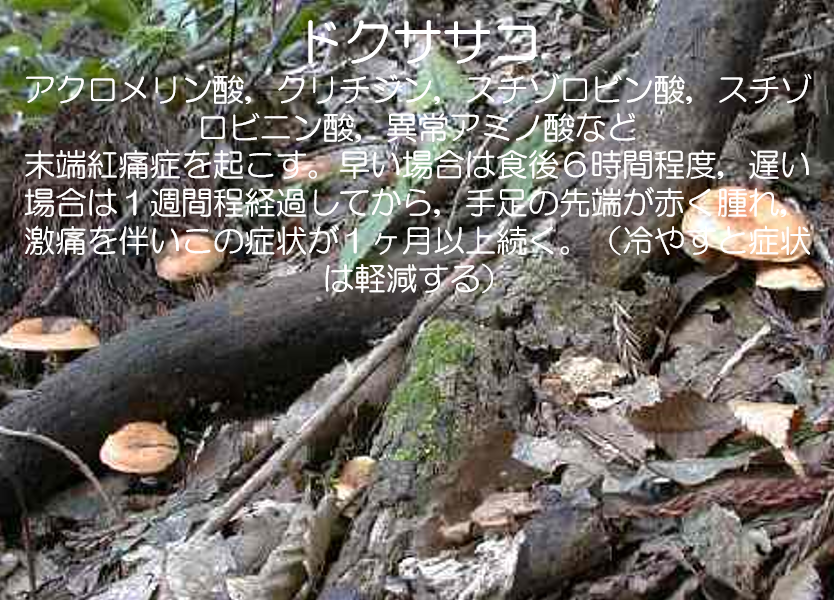 ドクササコ
アクロメリン酸，クリチジン，スチゾロビン酸，スチゾ
ロビニン酸，異常アミノ酸など
末端紅痛症を起こす。早い場合は食後６時間程度，遅い
場合は１週間程経過してから，手足の先端が赤く腫れ，
激痛を伴いこの症状が１ヶ月以上続く。（冷やすと症状
は軽減する）